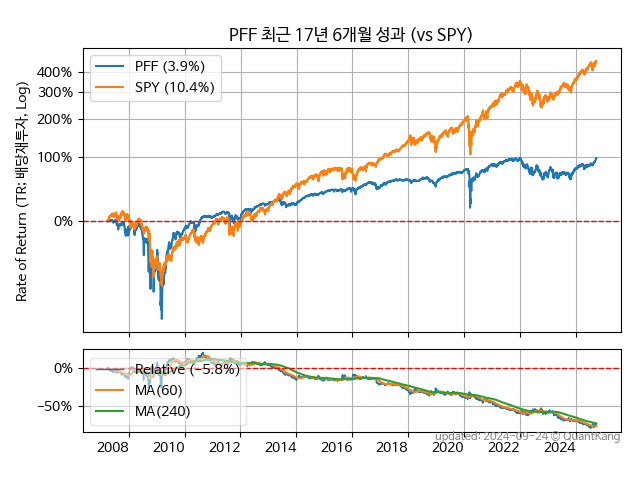 PFF 최근 17년 6개월 성과 (vs SPY)
Rate of Return (TR: 배당재투자, Log)
PFF (3.9%)
SPY (10.4%)
400%
300%
200%
100%
0%
Relative (−5.8%)
MA(60)
MA(240)
0%
−50%
2008 2010 2012 2014 2016 2018 2020 2022 2024
updated: 2024-09-24 © QuantKang